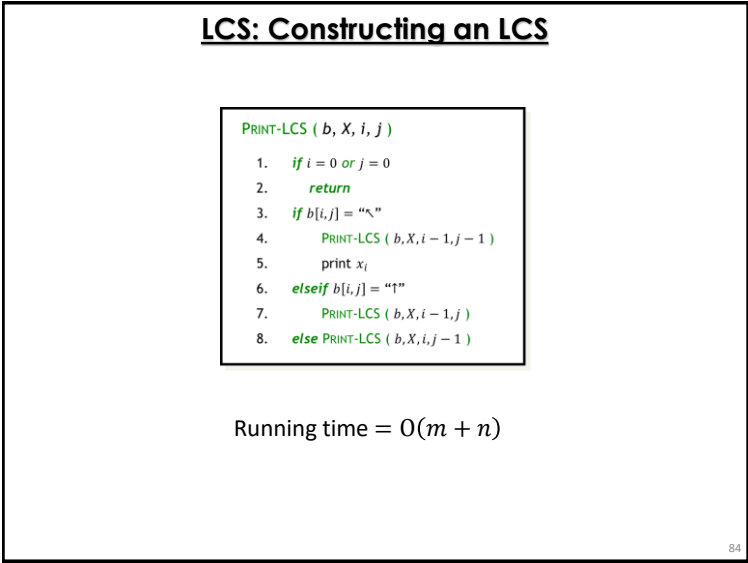 LCS: Constructing an LCS
PRINT-LCS ( b, X, i, j )
1. if i = 0 or j = 0
2. return
3. if b[i, j] = “↖”
4. PRINT-LCS ( b, X, i − 1, j − 1 )
5. print xᵢ
6. elseif b[i, j] = “↑”
7. PRINT-LCS ( b, X, i − 1, j )
8. else PRINT-LCS ( b, X, i, j − 1 )
Running time = O(m + n)
84